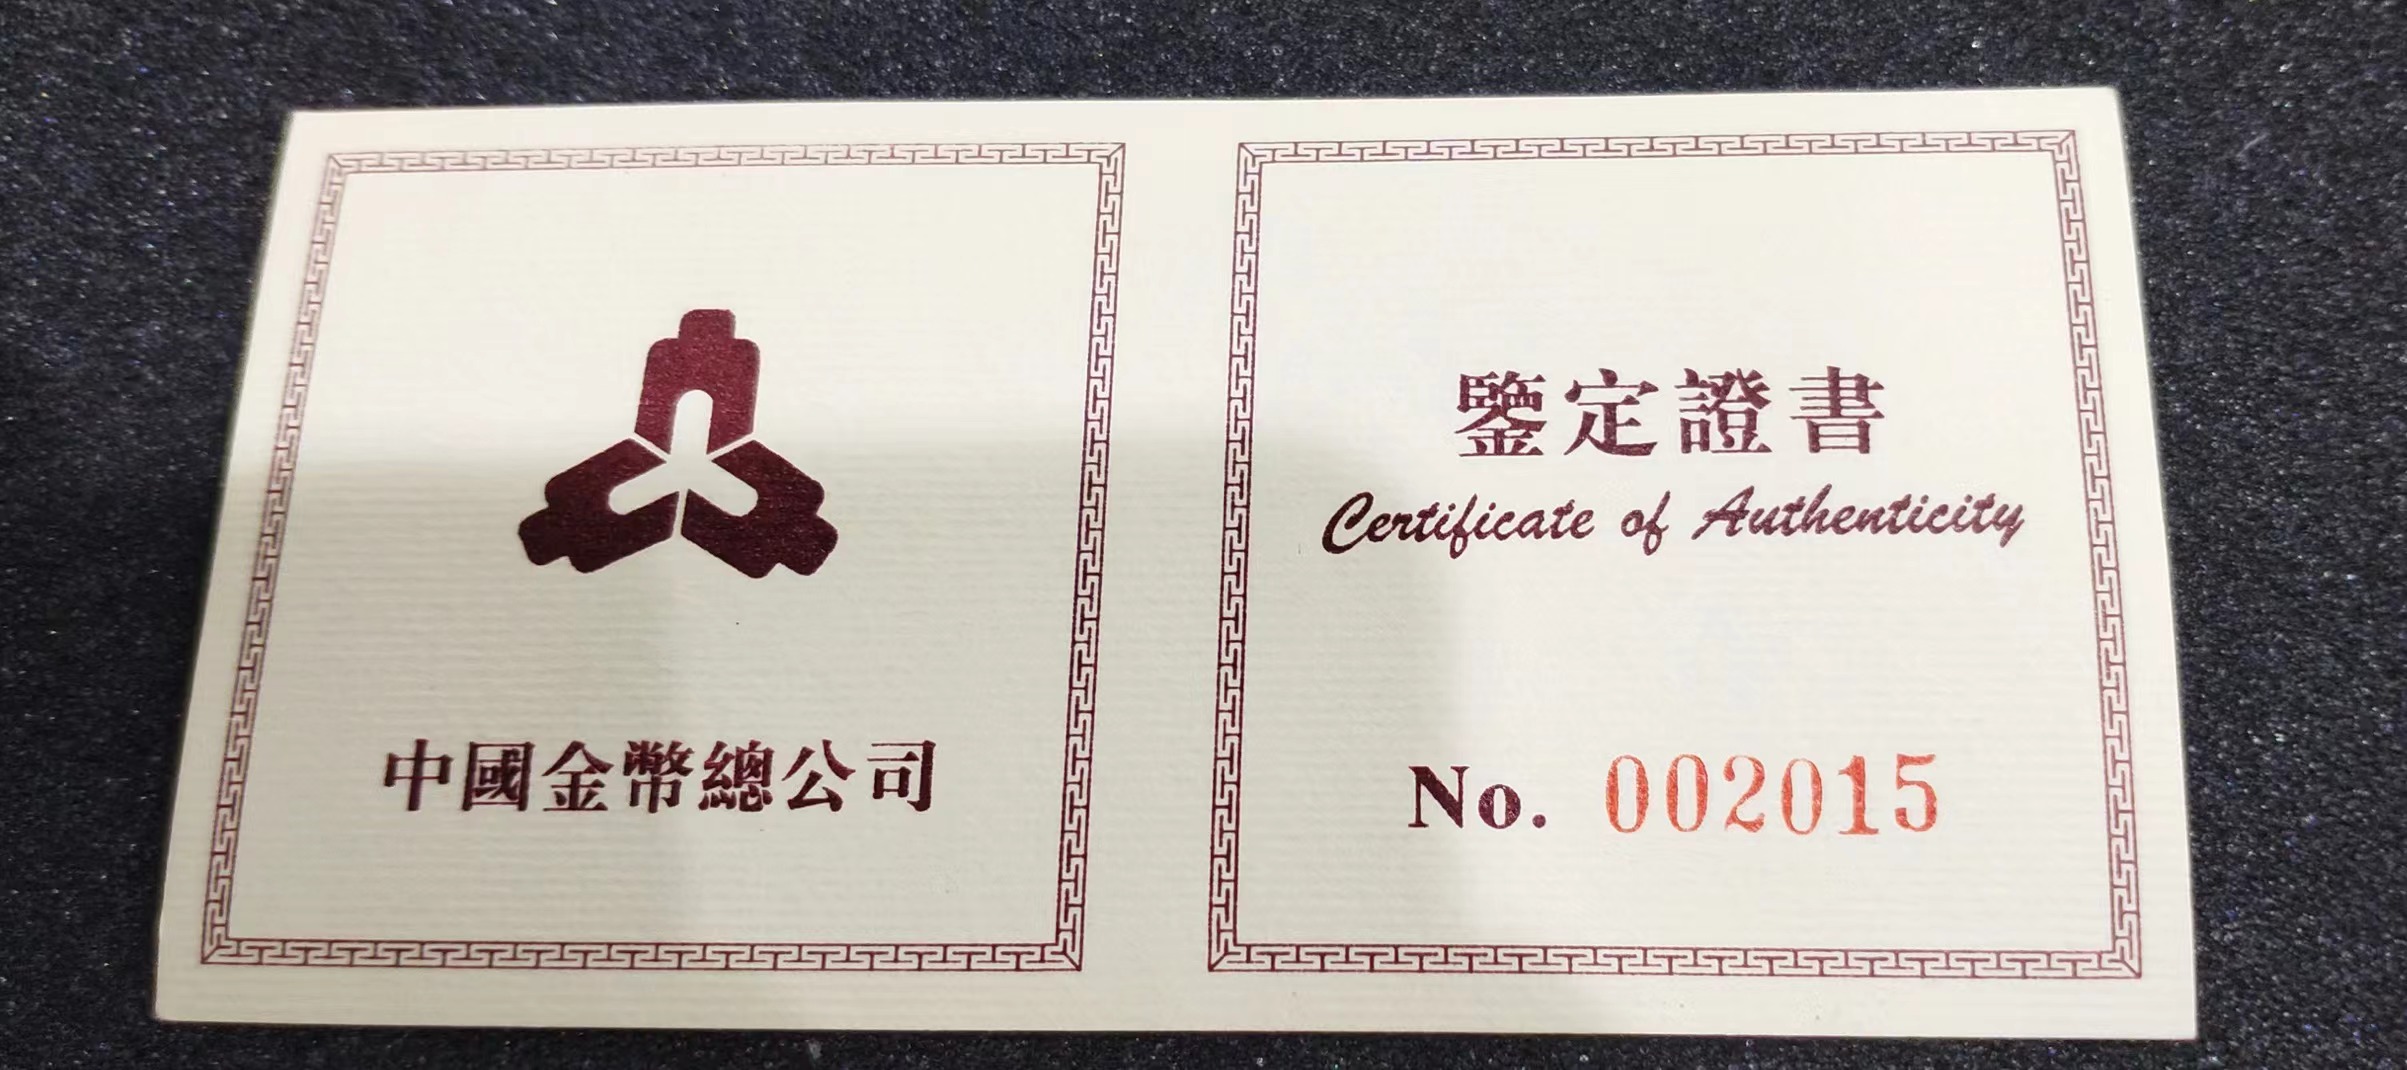 中國金幣總公司
鑒定證書
Certificate of Authenticity
No. 002015